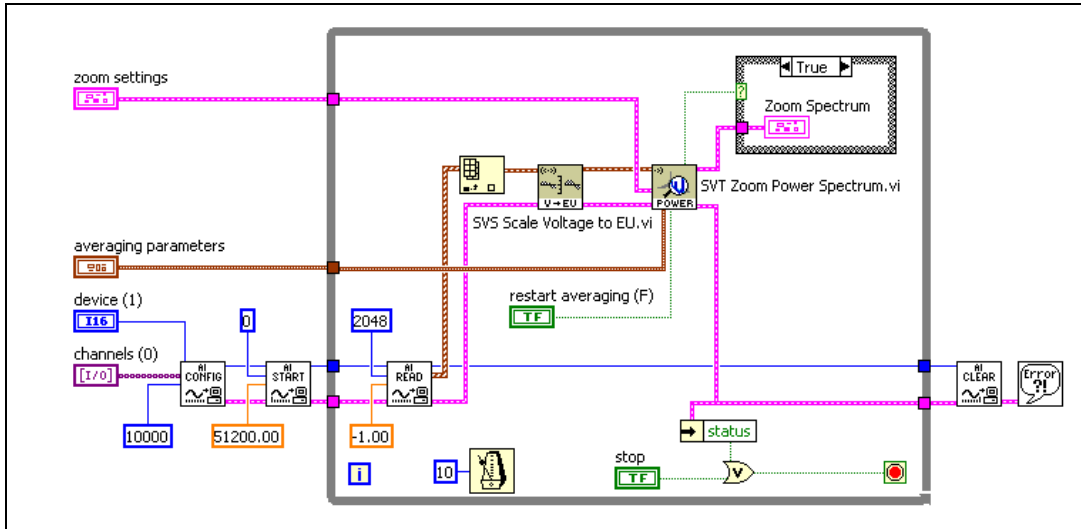 True
zoom settings
?
Zoom Spectrum
SVT Zoom Power Spectrum.vi
V→EU
POWER
SVS Scale Voltage to EU.vi
averaging parameters
restart averaging (F)
TF
device (1)
I16
0
2048
channels (0)
[I/O]
AI CONFIG
AI START
AI READ
AI CLEAR
Error ?!
10000
51200.00
-1.00
status
stop
TF
i
10
V